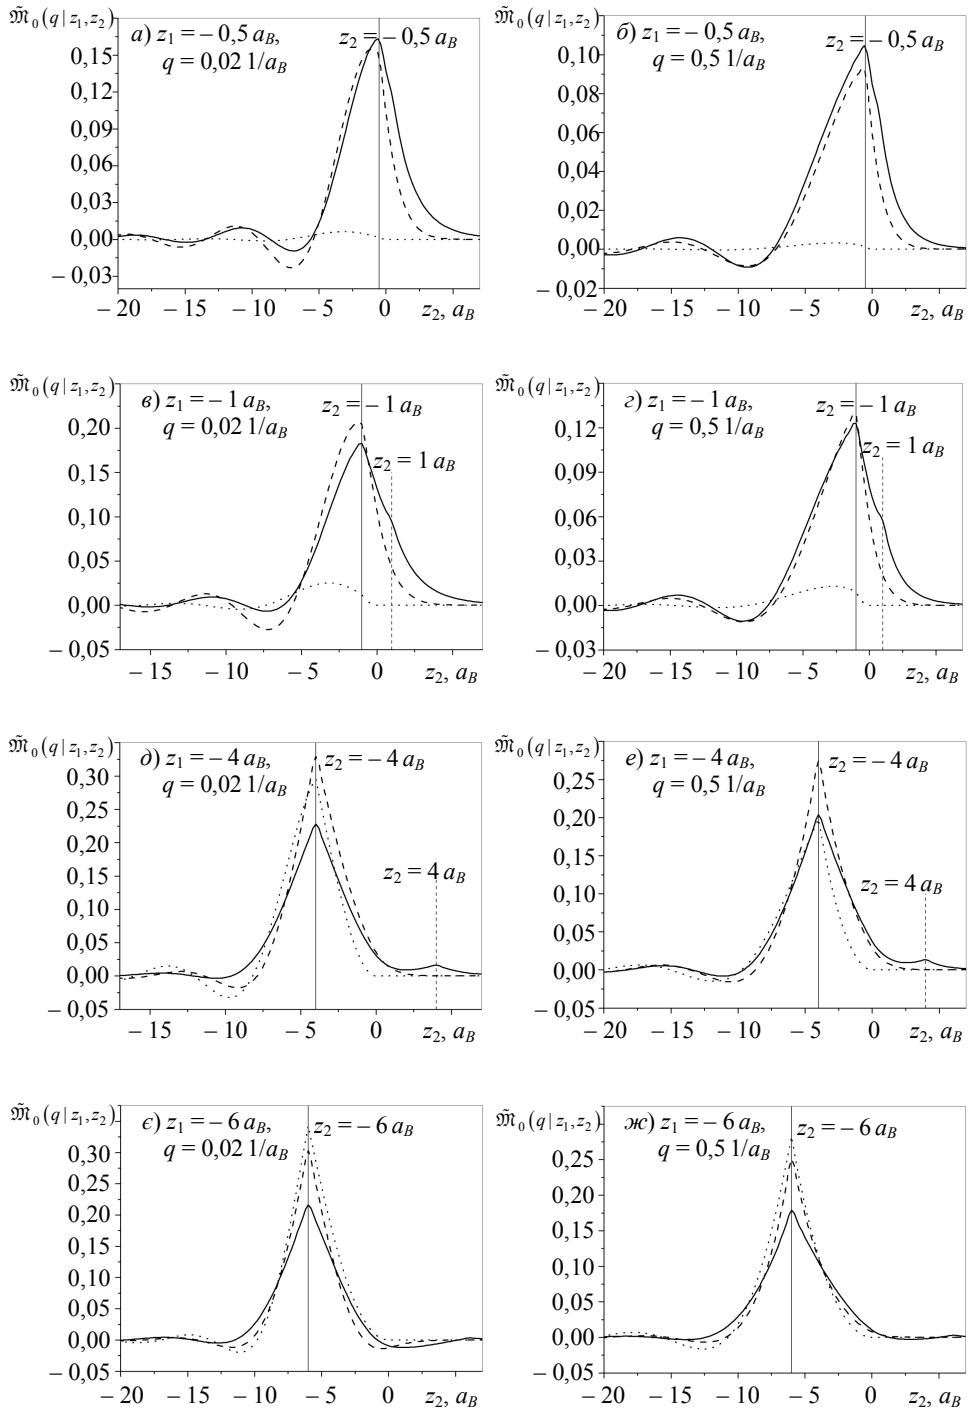 𝔐̃₀(q | z₁, z₂)
а) z₁ = – 0,5 a_B,
q = 0,02 1/a_B
z₂ = – 0,5 a_B
0,15
0,12
0,09
0,06
0,03
0,00
– 0,03
– 20 – 15 – 10 – 5 0 z₂, a_B
𝔐̃₀(q | z₁, z₂)
б) z₁ = – 0,5 a_B,
q = 0,5 1/a_B
z₂ = – 0,5 a_B
0,10
0,08
0,06
0,04
0,02
0,00
– 0,02
– 20 – 15 – 10 – 5 0 z₂, a_B
𝔐̃₀(q | z₁, z₂)
в) z₁ = – 1 a_B,
q = 0,02 1/a_B
z₂ = – 1 a_B
z₂ = 1 a_B
0,20
0,15
0,10
0,05
0,00
– 0,05
– 15 – 10 – 5 0 z₂, a_B
𝔐̃₀(q | z₁, z₂)
г) z₁ = – 1 a_B,
q = 0,5 1/a_B
z₂ = – 1 a_B
z₂ = 1 a_B
0,12
0,09
0,06
0,03
0,00
– 0,03
– 20 – 15 – 10 – 5 0 z₂, a_B
𝔐̃₀(q | z₁, z₂)
д) z₁ = – 4 a_B,
q = 0,02 1/a_B
z₂ = – 4 a_B
z₂ = 4 a_B
0,30
0,25
0,20
0,15
0,10
0,05
0,00
– 0,05
– 15 – 10 – 5 0 z₂, a_B
𝔐̃₀(q | z₁, z₂)
е) z₁ = – 4 a_B,
q = 0,5 1/a_B
z₂ = – 4 a_B
z₂ = 4 a_B
0,25
0,20
0,15
0,10
0,05
0,00
– 0,05
– 20 – 15 – 10 – 5 0 z₂, a_B
𝔐̃₀(q | z₁, z₂)
є) z₁ = – 6 a_B,
q = 0,02 1/a_B
z₂ = – 6 a_B
0,30
0,25
0,20
0,15
0,10
0,05
0,00
– 0,05
– 20 – 15 – 10 – 5 0 z₂, a_B
𝔐̃₀(q | z₁, z₂)
ж) z₁ = – 6 a_B,
q = 0,5 1/a_B
z₂ = – 6 a_B
0,25
0,20
0,15
0,10
0,05
0,00
– 0,05
– 20 – 15 – 10 – 5 0 z₂, a_B